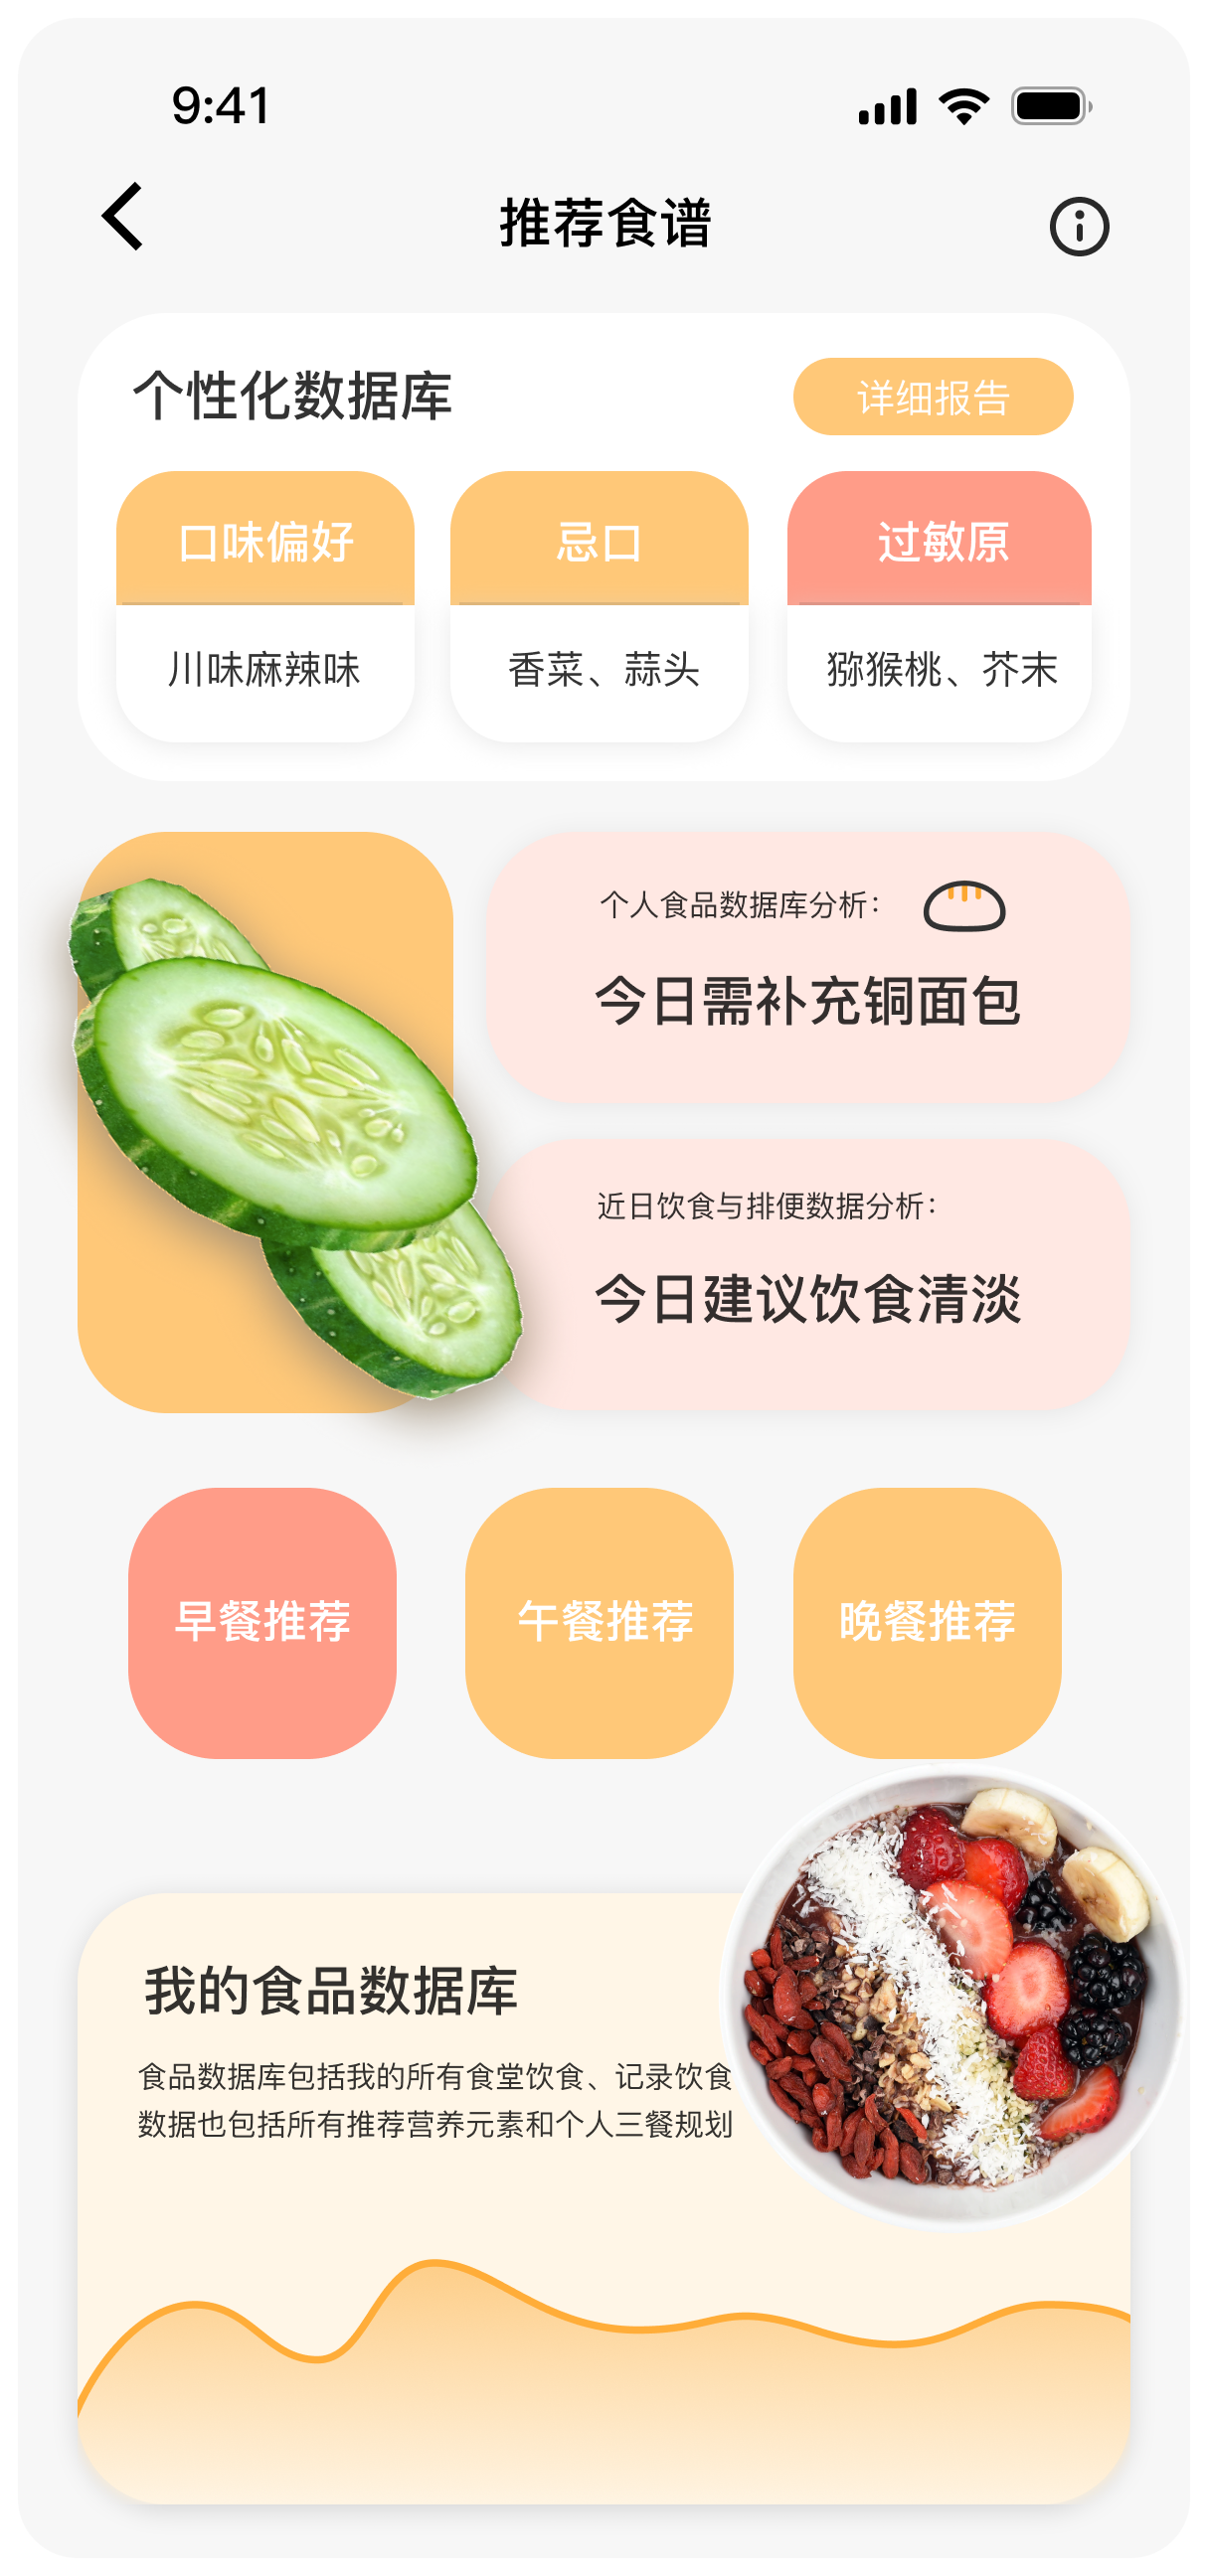 9:41
推荐食谱
个性化数据库
详细报告
口味偏好
忌口
过敏原
川味麻辣味
香菜、蒜头
猕猴桃、芥末
个人食品数据库分析：
今日需补充铜面包
近日饮食与排便数据分析：
今日建议饮食清淡
早餐推荐
午餐推荐
晚餐推荐
我的食品数据库
食品数据库包括我的所有食堂饮食、记录饮食
数据也包括所有推荐营养元素和个人三餐规划